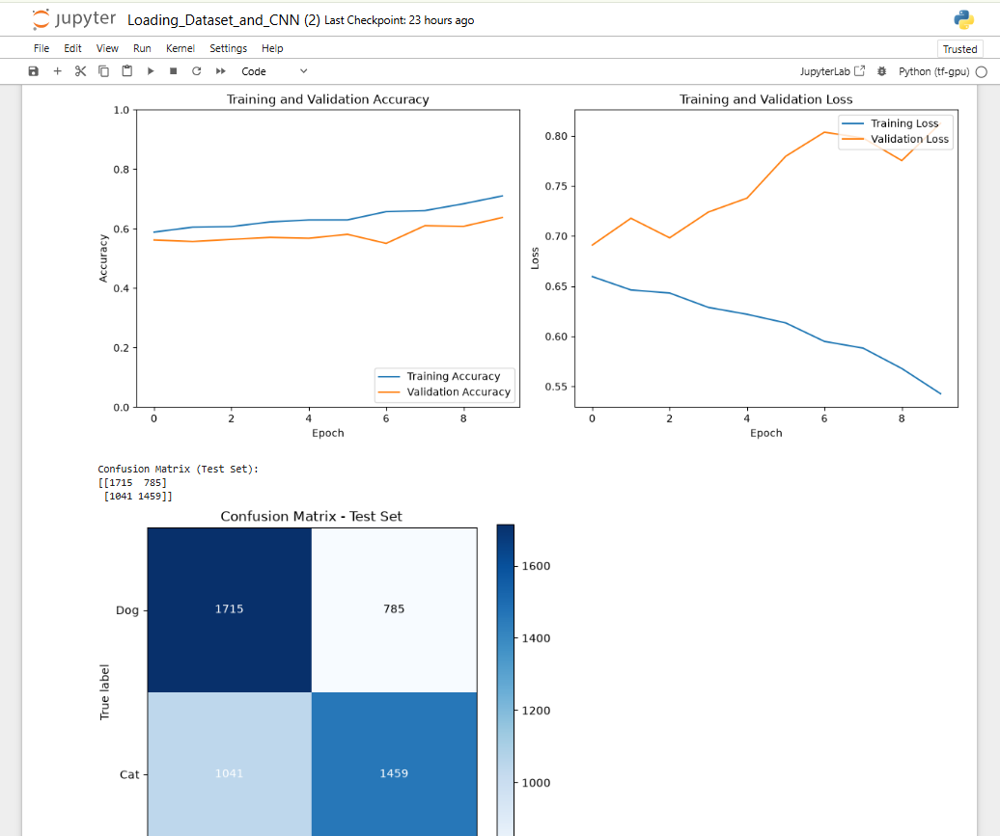 jupyter Loading_Dataset_and_CNN (2) Last Checkpoint: 23 hours ago
File Edit View Run Kernel Settings Help Trusted
Code JupyterLab Python (tf-gpu)
Training and Validation Accuracy
1.0
0.8
0.6
0.4
0.2
0.0
Accuracy
Training Accuracy
Validation Accuracy
0 2 4 6 8
Epoch
Training and Validation Loss
Training Loss
Validation Loss
0.80
0.75
0.70
0.65
0.60
0.55
Loss
0 2 4 6 8
Epoch
Confusion Matrix (Test Set):
[[1715  785]
 [1041 1459]]
Confusion Matrix - Test Set
Dog 1715 785
True label
Cat 1041 1459
1600
1400
1200
1000